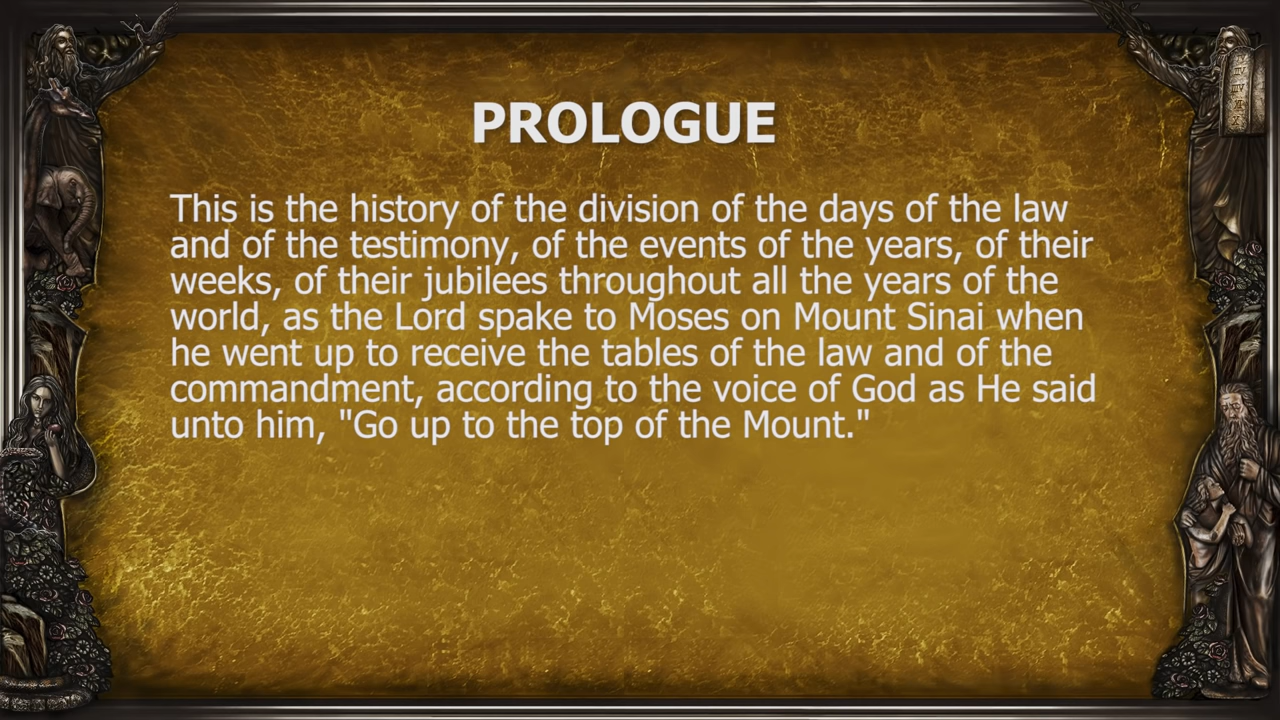 PROLOGUE
This is the history of the division of the days of the law
and of the testimony, of the events of the years, of their
weeks, of their jubilees throughout all the years of the
world, as the Lord spake to Moses on Mount Sinai when
he went up to receive the tables of the law and of the
commandment, according to the voice of God as He said
unto him, "Go up to the top of the Mount."